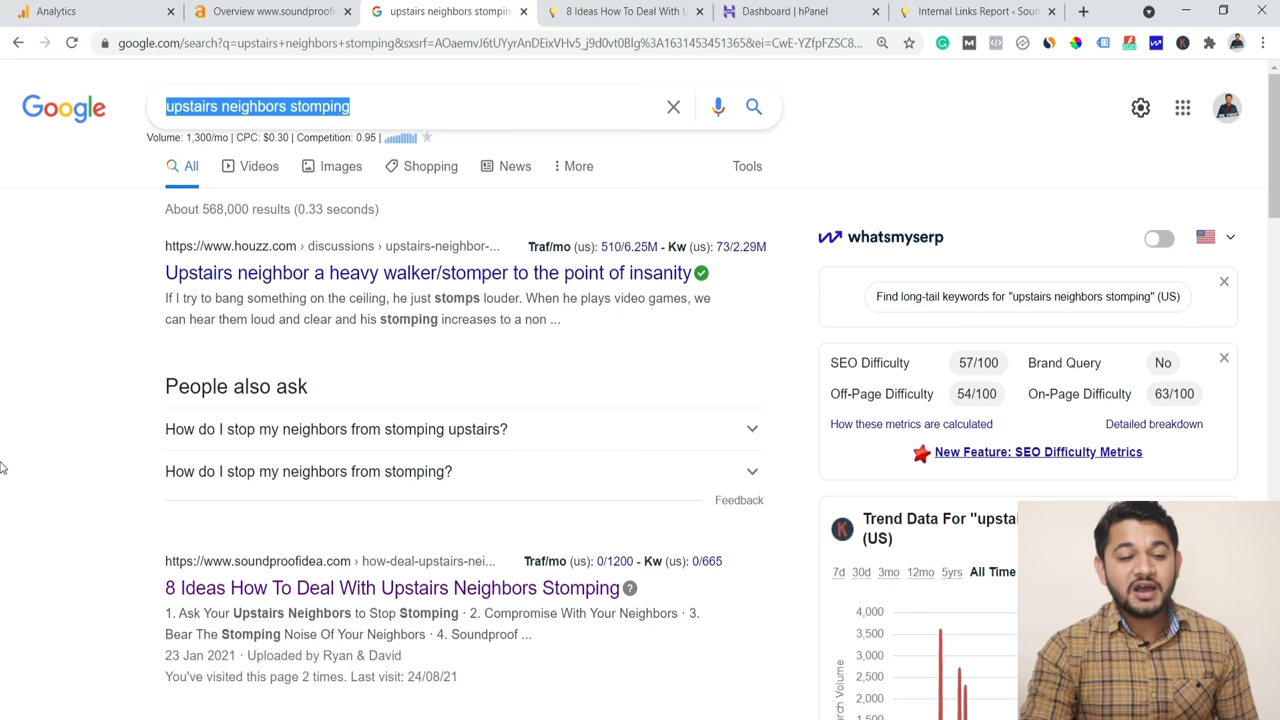 Analytics
Overview www.soundproofi
upstairs neighbors stompin
8 Ideas How To Deal With U
Dashboard | hPanel
Internal Links Report ‹ Soun
google.com/search?q=upstairs+neighbors+stomping&sxsrf=AOaemvJ6tUYyrAnDEixVHv5_j9d0vt0Blg%3A1631453451365&ei=CwE-YZfpFZSC8...
Google
upstairs neighbors stomping
Volume: 1,300/mo | CPC: $0.30 | Competition: 0.95 |
All
Videos
Images
Shopping
News
More
Tools
About 568,000 results (0.33 seconds)
https://www.houzz.com › discussions › upstairs-neighbor-...
Traf/mo (us): 510/6.25M - Kw (us): 73/2.29M
Upstairs neighbor a heavy walker/stomper to the point of insanity
If I try to bang something on the ceiling, he just stomps louder. When he plays video games, we
can hear them loud and clear and his stomping increases to a non ...
People also ask
How do I stop my neighbors from stomping upstairs?
How do I stop my neighbors from stomping?
Feedback
https://www.soundproofidea.com › how-deal-upstairs-nei...
Traf/mo (us): 0/1200 - Kw (us): 0/665
8 Ideas How To Deal With Upstairs Neighbors Stomping
1. Ask Your Upstairs Neighbors to Stop Stomping · 2. Compromise With Your Neighbors · 3.
Bear The Stomping Noise Of Your Neighbors · 4. Soundproof ...
23 Jan 2021 · Uploaded by Ryan & David
You've visited this page 2 times. Last visit: 24/08/21
whatsmyserp
Find long-tail keywords for "upstairs neighbors stomping" (US)
SEO Difficulty
57/100
Brand Query
No
Off-Page Difficulty
54/100
On-Page Difficulty
63/100
How these metrics are calculated
Detailed breakdown
New Feature: SEO Difficulty Metrics
K
Trend Data For "upstai
(US)
7d
30d
3mo
12mo
5yrs
All Time
4,000
3,500
3,000
2,500
2,000
1,500
rch Volume